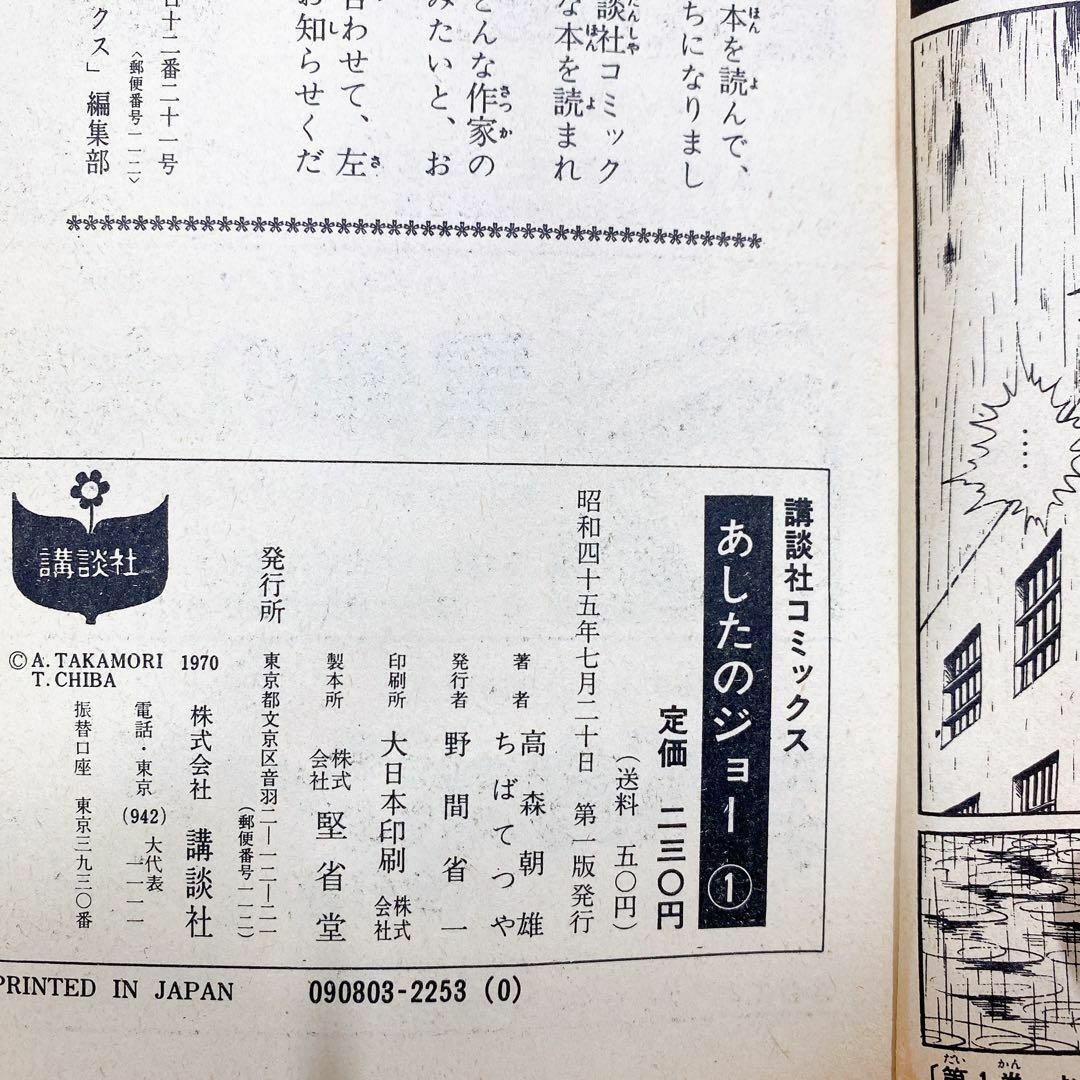 本を読んで、
ちになりまし
談社コミック
な本を読まれ
どんな作家の
みたいと、お
合わせて、左
お知らせくだ
十二番二十一号
〈郵便番号一一二〉
クス」編集部
*******************************************
講談社コミックス
あしたのジョー ①
定価 二三〇円
(送料 五〇円)
昭和四十五年七月二十日 第一版発行
著者 高森朝雄
ちばてつや
発行者 野間省一
印刷所 大日本印刷株式会社
製本所 株式会社堅省堂
発行所
東京都文京区音羽二―一二―二一
(郵便番号一一二)
株式会社 講談社
電話・東京(942)一一一一 大代表
振替口座 東京三九三〇番
講談社
© A. TAKAMORI 1970
T. CHIBA
PRINTED IN JAPAN 090803-2253 (0)
‥‥